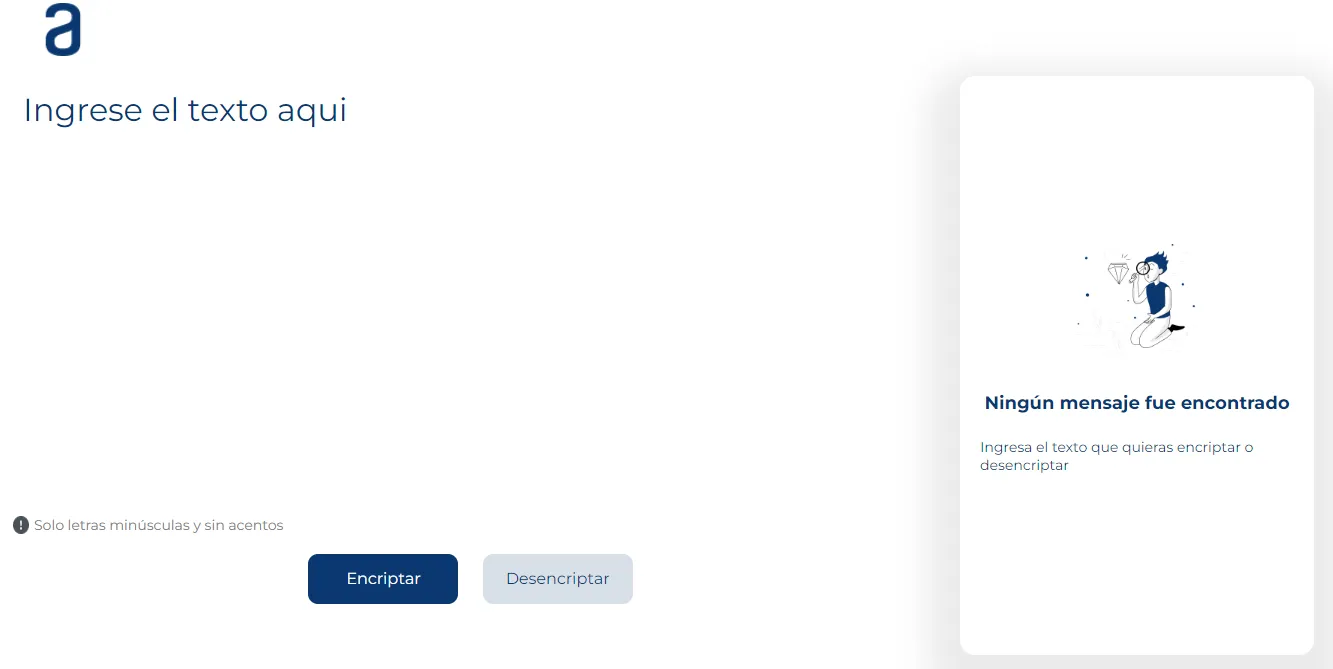 a
Ingrese el texto aqui
Ningún mensaje fue encontrado
Ingresa el texto que quieras encriptar o
desencriptar
! Solo letras minúsculas y sin acentos
Encriptar
Desencriptar